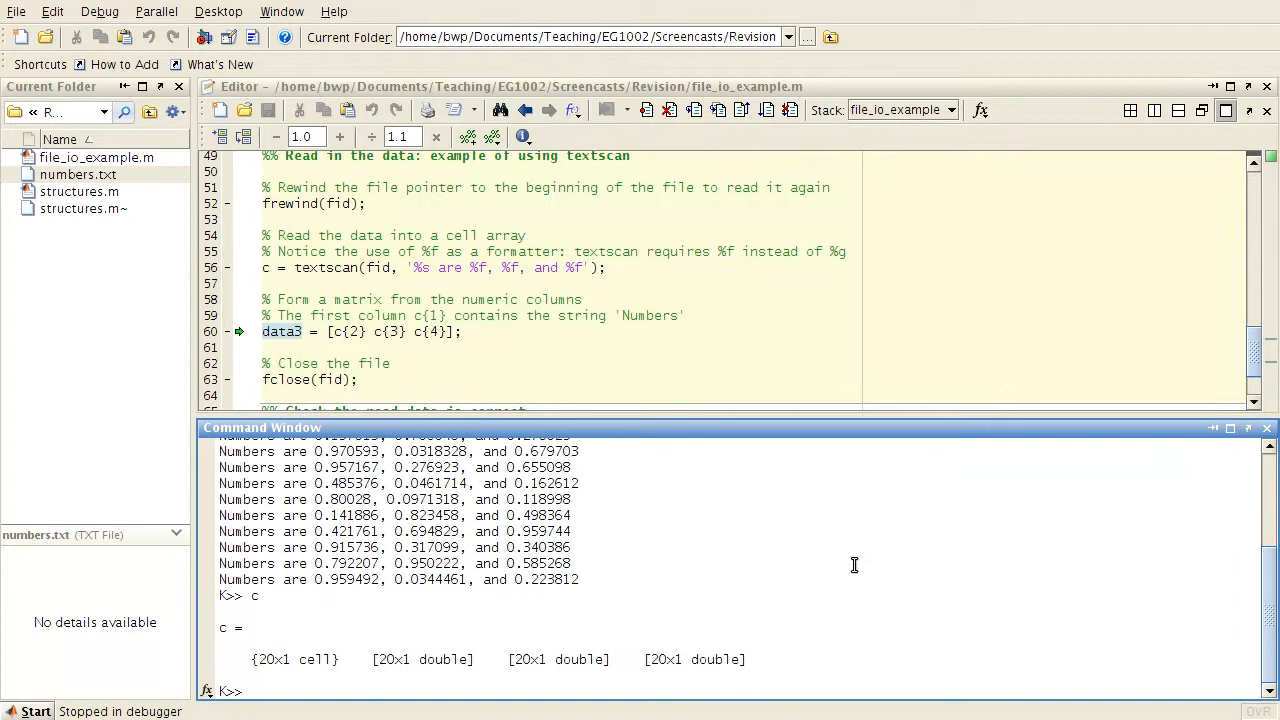 File Edit Debug Parallel Desktop Window Help
Current Folder: /home/bwp/Documents/Teaching/EG1002/Screencasts/Revision ...
Shortcuts How to Add What's New
Current Folder
« R...
Name
file_io_example.m
numbers.txt
structures.m
structures.m~
numbers.txt (TXT File)
No details available
Editor - /home/bwp/Documents/Teaching/EG1002/Screencasts/Revision/file_io_example.m
Stack: file_io_example
− 1.0 + ÷ 1.1 ×
49 %% Read in the data: example of using textscan
50
51 % Rewind the file pointer to the beginning of the file to read it again
52 – frewind(fid);
53
54 % Read the data into a cell array
55 % Notice the use of %f as a formatter: textscan requires %f instead of %g
56 – c = textscan(fid, '%s are %f, %f, and %f');
57
58 % Form a matrix from the numeric columns
59 % The first column c{1} contains the string 'Numbers'
60 – data3 = [c{2} c{3} c{4}];
61
62 % Close the file
63 – fclose(fid);
64
65 %% Check the read data is correct
Command Window
Numbers are
Numbers are 0.970593, 0.0318328, and 0.679703
Numbers are 0.957167, 0.276923, and 0.655098
Numbers are 0.485376, 0.0461714, and 0.162612
Numbers are 0.80028, 0.0971318, and 0.118998
Numbers are 0.141886, 0.823458, and 0.498364
Numbers are 0.421761, 0.694829, and 0.959744
Numbers are 0.915736, 0.317099, and 0.340386
Numbers are 0.792207, 0.950222, and 0.585268
Numbers are 0.959492, 0.0344461, and 0.223812
K>> c
c =
{20x1 cell} [20x1 double] [20x1 double] [20x1 double]
fx K>>
Start Stopped in debugger
OVR